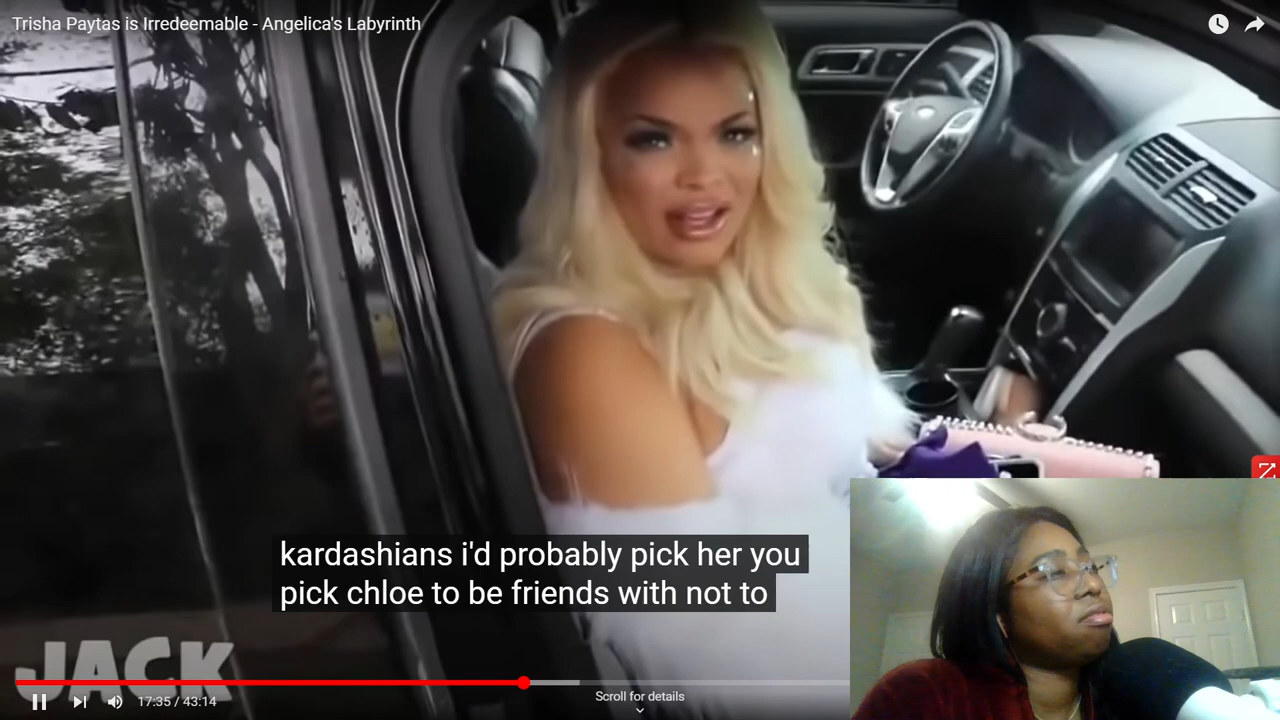 Trisha Paytas is Irredeemable - Angelica's Labyrinth
kardashians i'd probably pick her you
pick chloe to be friends with not to
JACK
17:35 / 43:14
Scroll for details